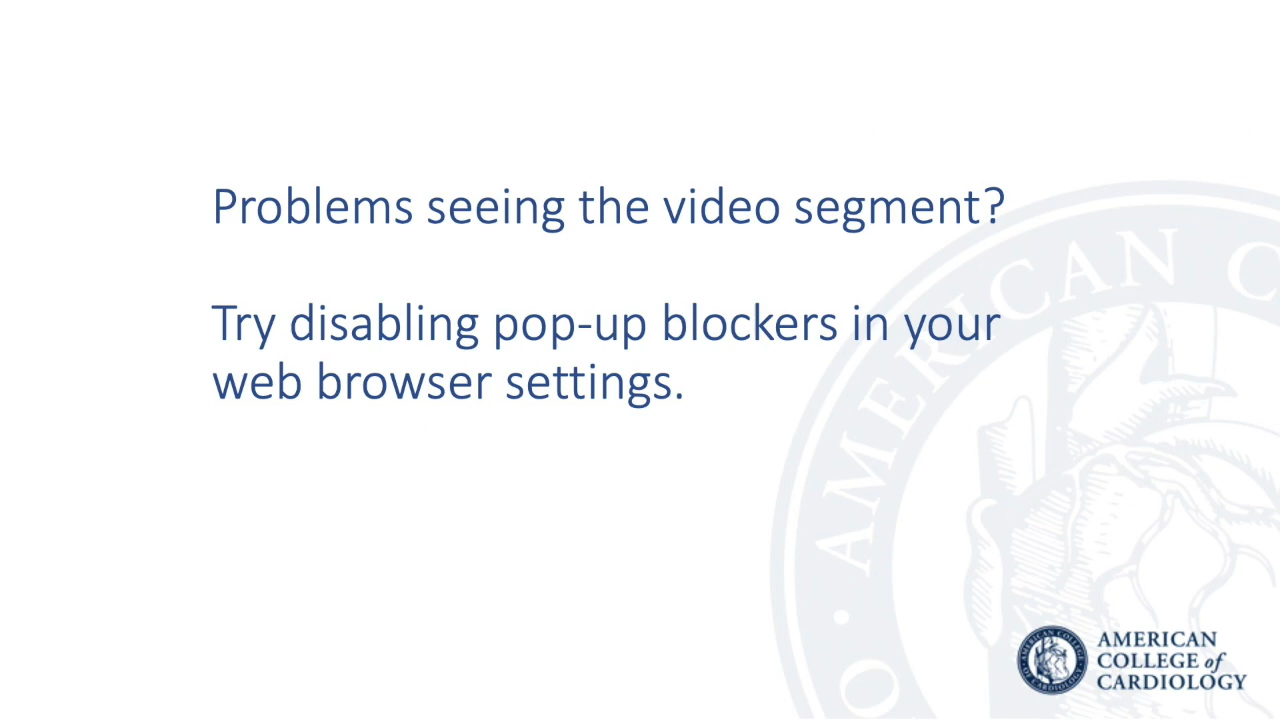 Problems seeing the video segment?
Try disabling pop-up blockers in your
web browser settings.
AMERICAN C
AMERICAN
COLLEGE of
CARDIOLOGY